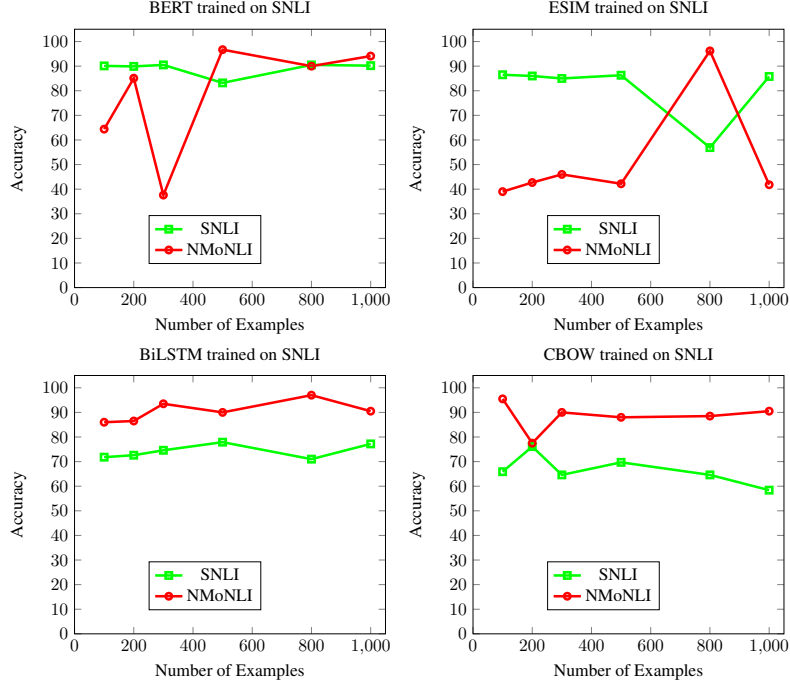 BERT trained on SNLI
100
90
80
70
60
50
40
30
20
10
0
Accuracy
SNLI
NMoNLI
0 200 400 600 800 1,000
Number of Examples
ESIM trained on SNLI
100
90
80
70
60
50
40
30
20
10
0
Accuracy
SNLI
NMoNLI
0 200 400 600 800 1,000
Number of Examples
BiLSTM trained on SNLI
100
90
80
70
60
50
40
30
20
10
0
Accuracy
SNLI
NMoNLI
0 200 400 600 800 1,000
Number of Examples
CBOW trained on SNLI
100
90
80
70
60
50
40
30
20
10
0
Accuracy
SNLI
NMoNLI
0 200 400 600 800 1,000
Number of Examples